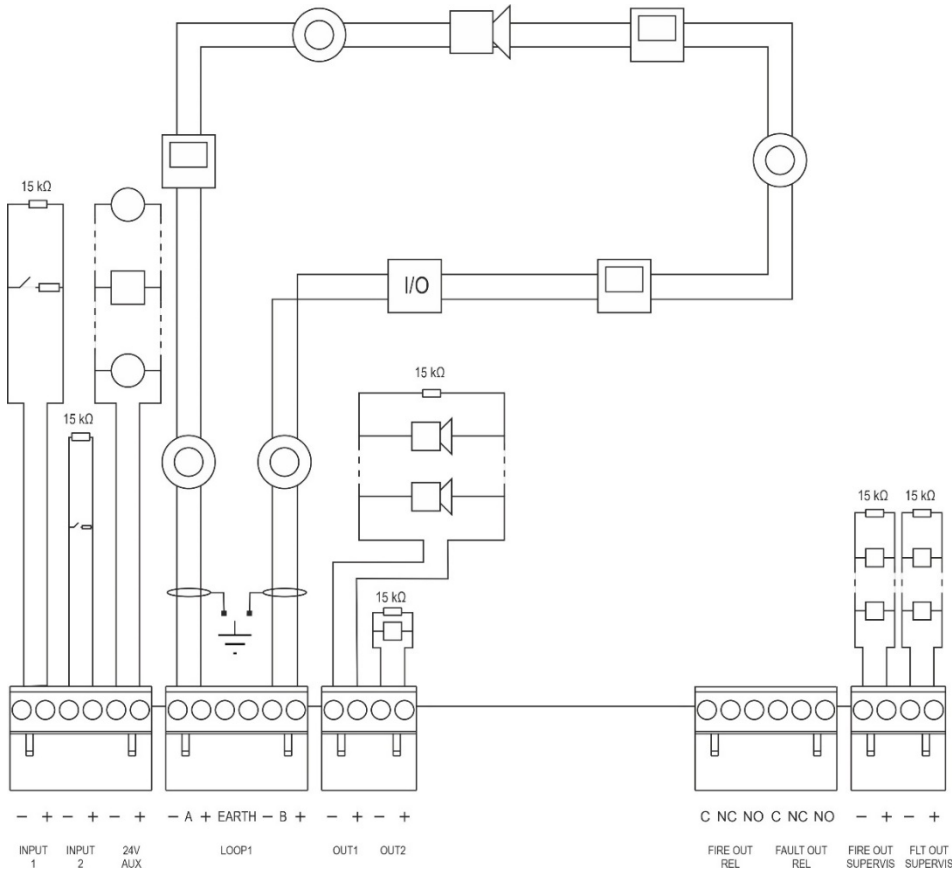 15 kΩ
I/O
15 kΩ
15 kΩ
15 kΩ
15 kΩ 15 kΩ
| 15 kΩ
− + − + − + − A + EARTH − B + − + − + C NC NO C NC NO − + − +
INPUT 1
INPUT 2
24V AUX
LOOP1
OUT1
OUT2
FIRE OUT REL
FAULT OUT REL
FIRE OUT SUPERVIS
FLT OUT SUPERVIS